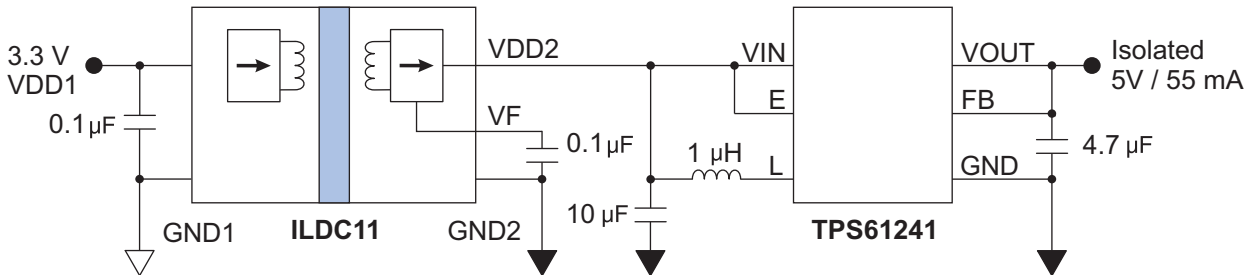 3.3 V
VDD1
0.1 µF
GND1
ILDC11
VDD2
VF
GND2
0.1 µF
10 µF
1 µH
VIN
E
L
TPS61241
VOUT
FB
GND
4.7 µF
Isolated
5V / 55 mA